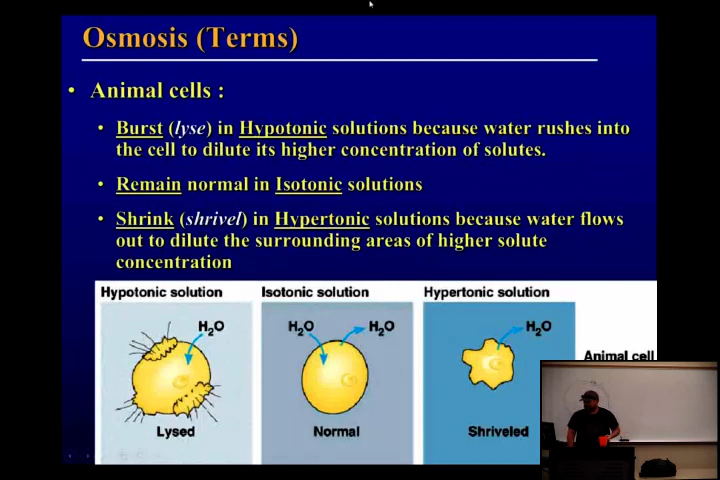 Osmosis (Terms)
• Animal cells :
• Burst (lyse) in Hypotonic solutions because water rushes into
the cell to dilute its higher concentration of solutes.
• Remain normal in Isotonic solutions
• Shrink (shrivel) in Hypertonic solutions because water flows
out to dilute the surrounding areas of higher solute
concentration
Hypotonic solution Isotonic solution Hypertonic solution
H2O H2O H2O H2O
Animal cell
Lysed Normal Shriveled